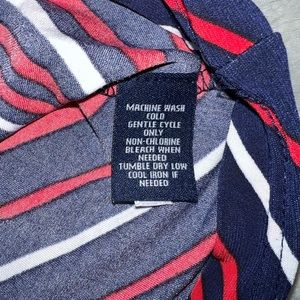 MACHINE WASH
COLD
GENTLE CYCLE
ONLY
NON-CHLORINE
BLEACH WHEN
NEEDED
TUMBLE DRY LOW
COOL IRON IF
NEEDED